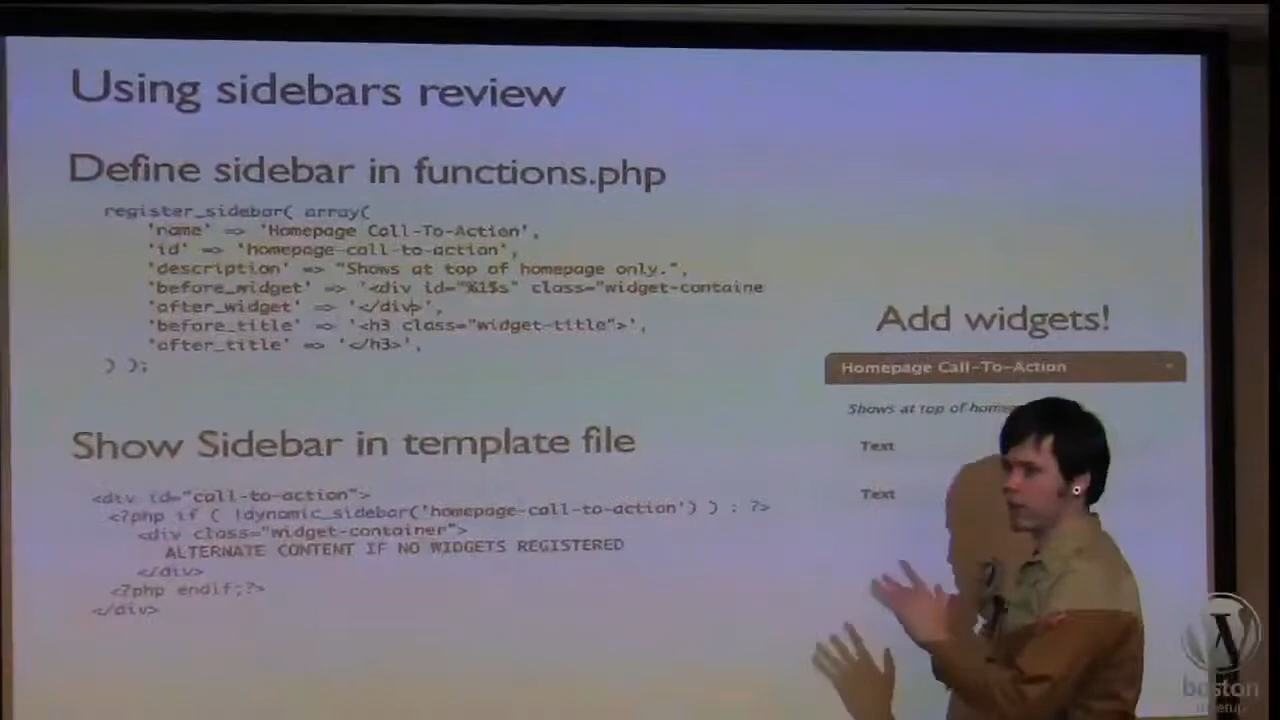 Using sidebars review
Define sidebar in functions.php
register_sidebar( array(
'name' => 'Homepage Call-To-Action',
'id' => 'homepage-call-to-action',
'description' => "Shows at top of homepage only.",
'before_widget' => '<div id="%1$s" class="widget-containe
'after_widget' => '</div>',
'before_title' => '<h3 class="widget-title">',
'after_title' => '</h3>',
) );
Add widgets!
Homepage Call-To-Action
Shows at top of home
Text
Text
Show Sidebar in template file
<div id="call-to-action">
<?php if ( !dynamic_sidebar('homepage-call-to-action') ) : ?>
<div class="widget-container">
ALTERNATE CONTENT IF NO WIDGETS REGISTERED
</div>
<?php endif;?>
</div>
boston
meetup